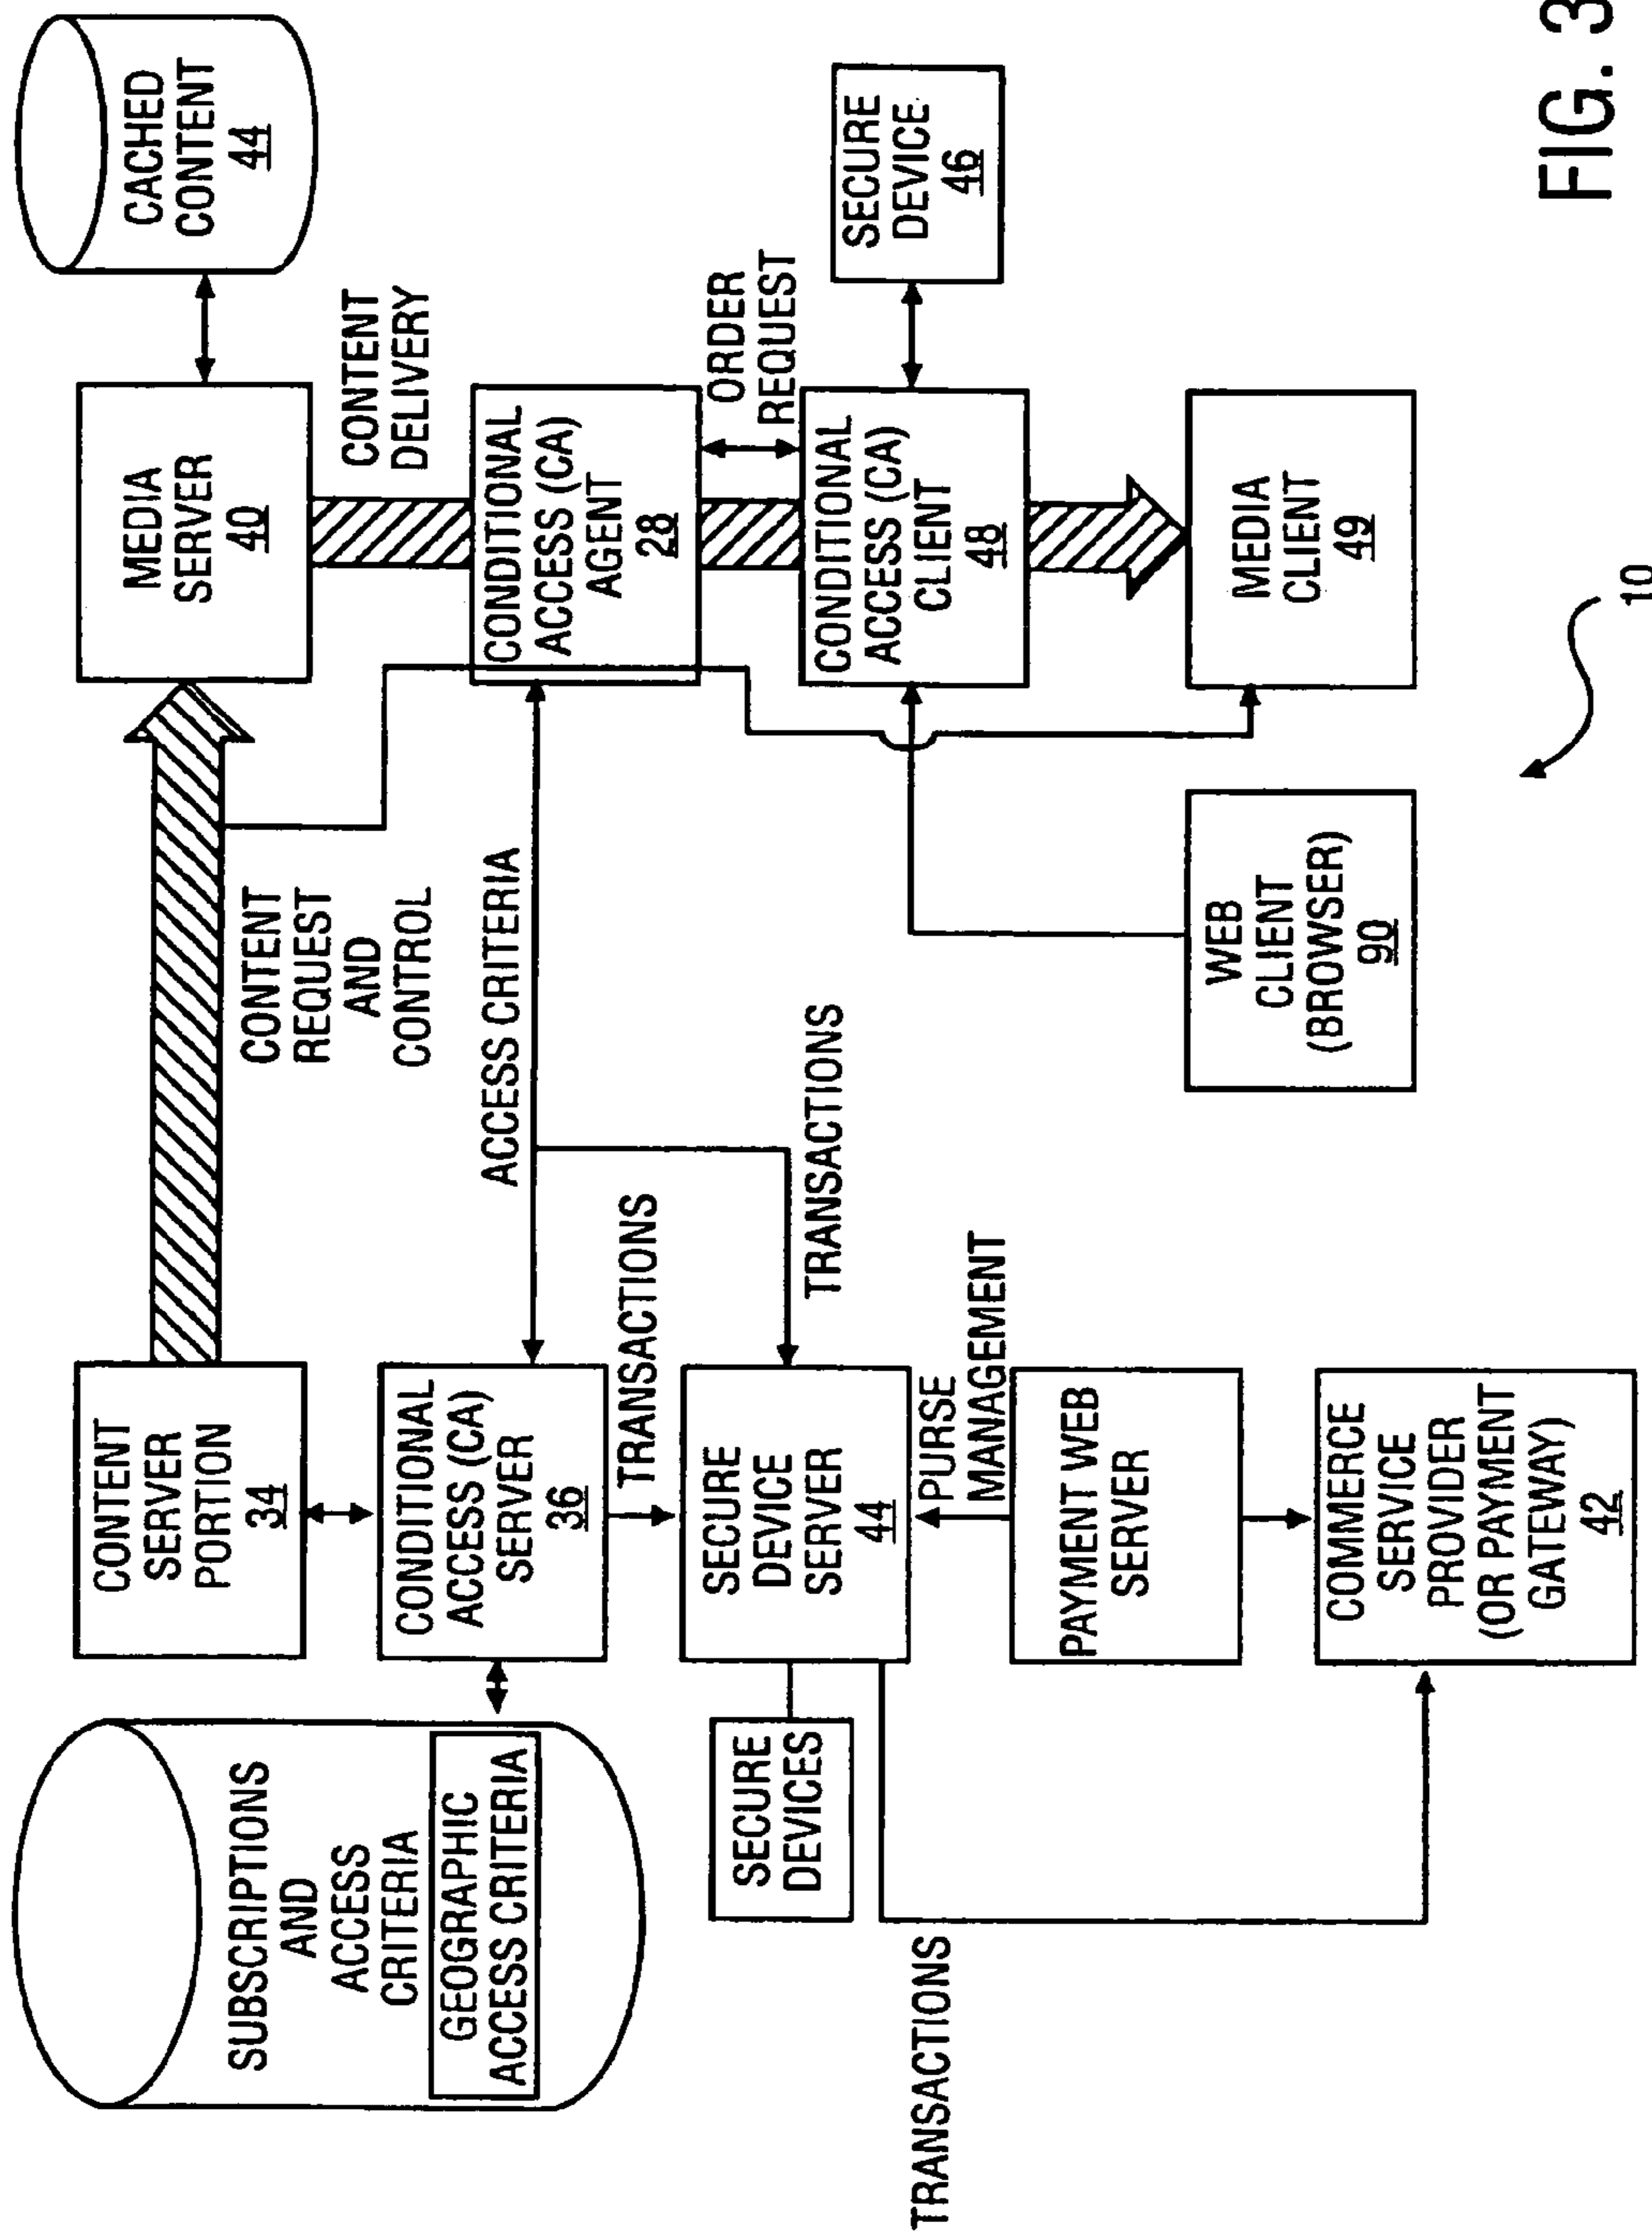 SUBSCRIPTIONS
AND
ACCESS
CRITERIA
GEOGRAPHIC
ACCESS CRITERIA
CONTENT
SERVER
PORTION
34
CONDITIONAL
ACCESS (CA)
SERVER
36
TRANSACTIONS
SECURE
DEVICES
SECURE
DEVICE
SERVER
44
TRANSACTIONS
PURSE
MANAGEMENT
PAYMENT WEB
SERVER
COMMERCE
SERVICE
PROVIDER
(OR PAYMENT
GATEWAY)
42
TRANSACTIONS
CONTENT
REQUEST
AND
CONTROL
ACCESS CRITERIA
MEDIA
SERVER
40
CACHED
CONTENT
44
CONTENT
DELIVERY
CONDITIONAL
ACCESS (CA)
AGENT
28
ORDER
REQUEST
CONDITIONAL
ACCESS (CA)
CLIENT
48
SECURE
DEVICE
46
WEB
CLIENT
(BROWSER)
90
MEDIA
CLIENT
49
10
FIG. 3